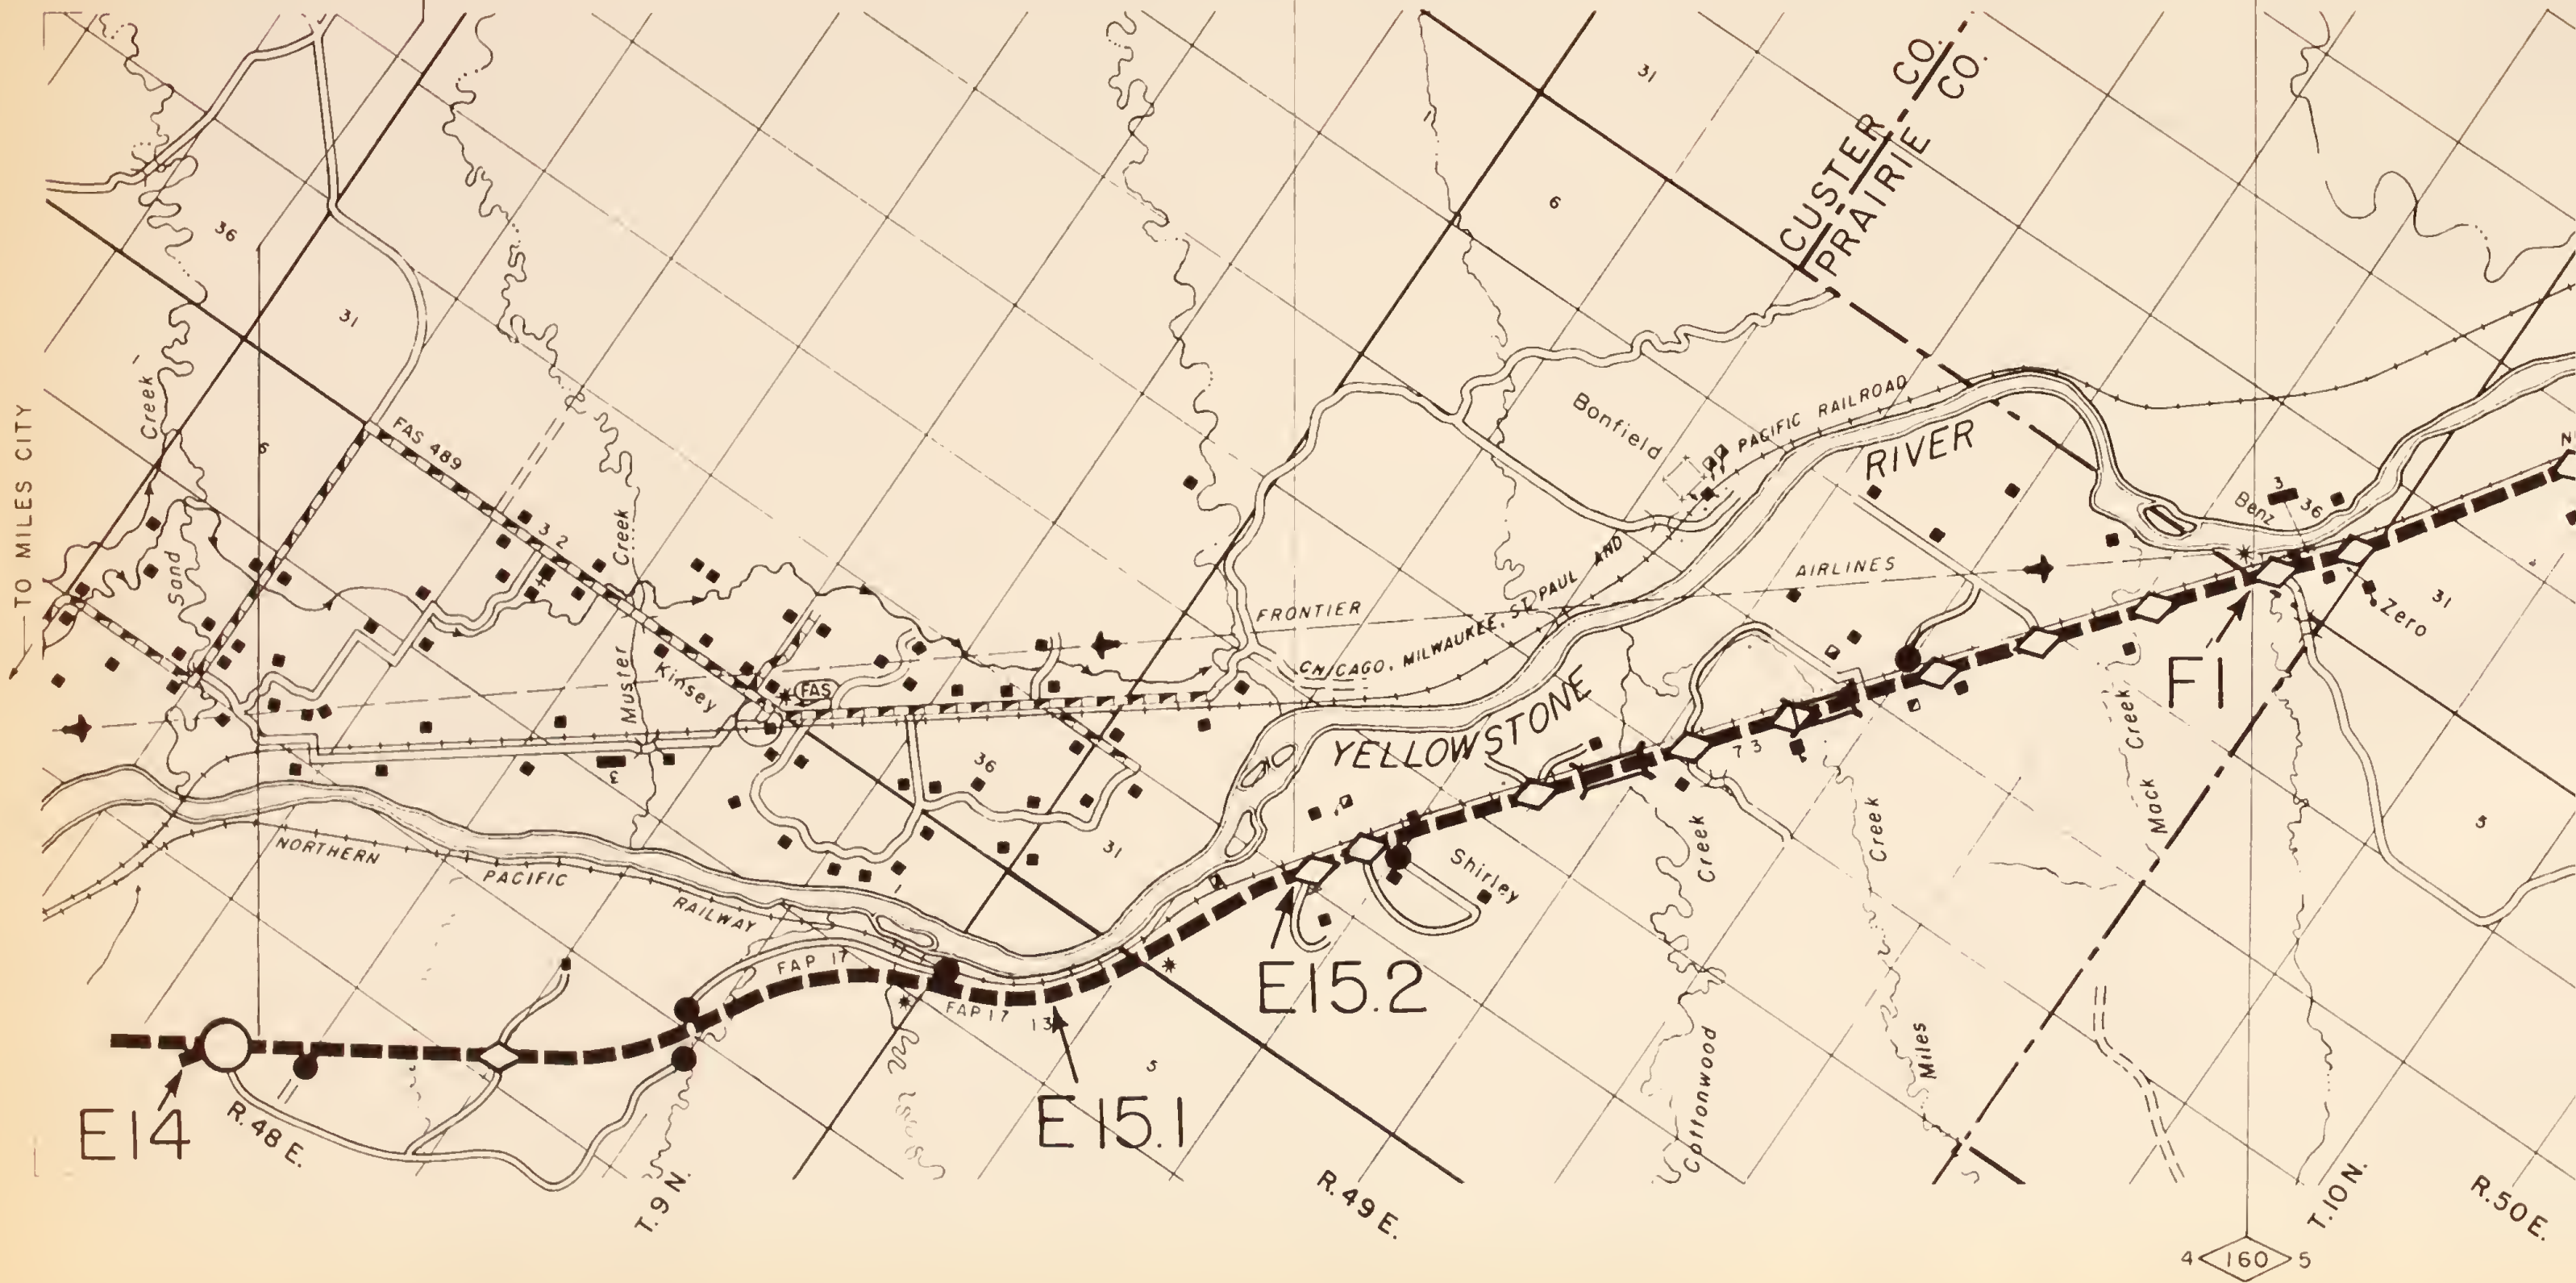 CUSTER CO.
PRAIRIE CO.
31
6
36
31
6
Creek
← TO MILES CITY
FAS 489
3 2
Sand
Creek
Muster
Kinsey
FAS
FRONTIER
AIRLINES
CHICAGO, MILWAUKEE, ST. PAUL AND
PACIFIC RAILROAD
Bonfield
YELLOWSTONE
RIVER
Benz
3
36
31
Zero
F1
5
3
36
31
NORTHERN
PACIFIC
RAILWAY
FAP 17
FAP 17
13
7 3
Shirley
Creek
Cottonwood
Creek
Miles
Creek
Mack
E14
E15.1
E15.2
5
R. 48 E.
T. 9 N.
R. 49 E.
T. 10 N.
R. 50 E.
4 160 5